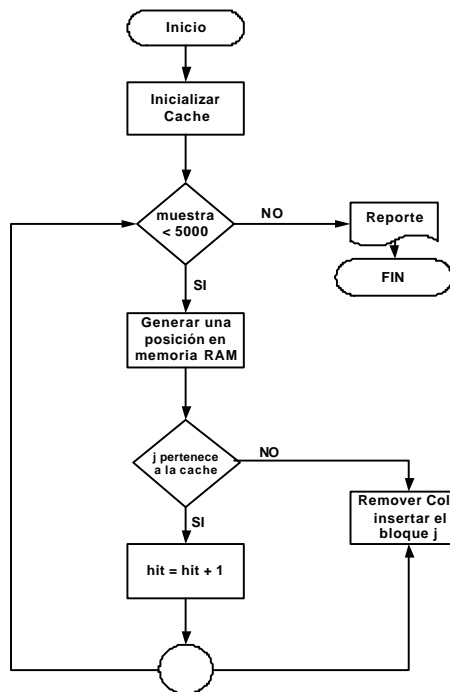 Inicio
Inicializar
Cache
muestra
< 5000
NO
Reporte
FIN
SI
Generar una
posición en
memoria RAM
j pertenece
a la cache
NO
Remover Col
insertar el
bloque j
SI
hit = hit + 1